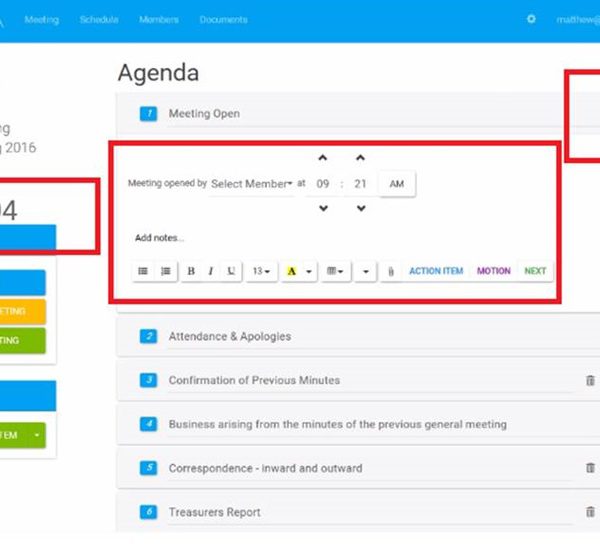 Meeting Schedule Members Documents matthew@
Agenda
1 Meeting Open
ng
2016
Meeting opened by Select Member at 09 : 21 AM
04
Add notes...
B I U 13 A ACTION ITEM MOTION NEXT
ETING
TING
2 Attendance & Apologies
3 Confirmation of Previous Minutes
4 Business arising from the minutes of the previous general meeting
TEM
5 Correspondence - inward and outward
6 Treasurers Report